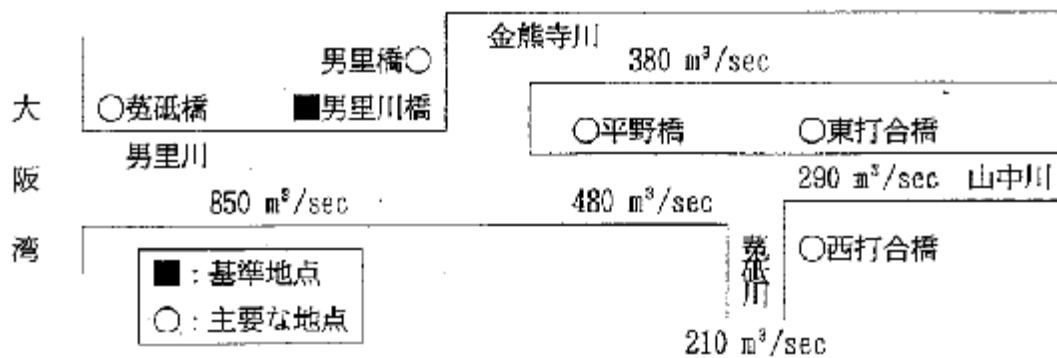 金熊寺川
男里橋○
380 m³/sec
大阪湾
○菟砥橋
■男里川橋
○平野橋
○東打合橋
男里川
290 m³/sec 山中川
850 m³/sec
480 m³/sec
菟砥川
○西打合橋
■：基準地点
○：主要な地点
210 m³/sec